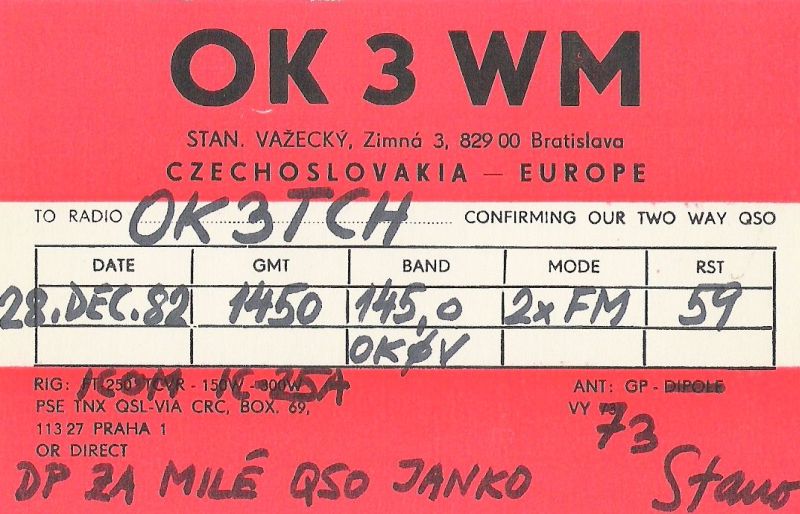 OK 3 WM
STAN. VAŽECKÝ, Zimná 3, 829 00 Bratislava
CZECHOSLOVAKIA — EUROPE
TO RADIO OK3TCH CONFIRMING OUR TWO WAY QSO
DATE GMT BAND MODE RST
28.DEC.82 1450 145,0 2xFM 59
OKØV
RIG: FT-250-TCVR - 150W - 300W ANT: GP - DIPOLE
ICOM IC 25A
PSE TNX QSL-VIA CRC, BOX. 69, VY 73
113 27 PRAHA 1 73
OR DIRECT
DP ZA MILÉ QSO JANKO Stano